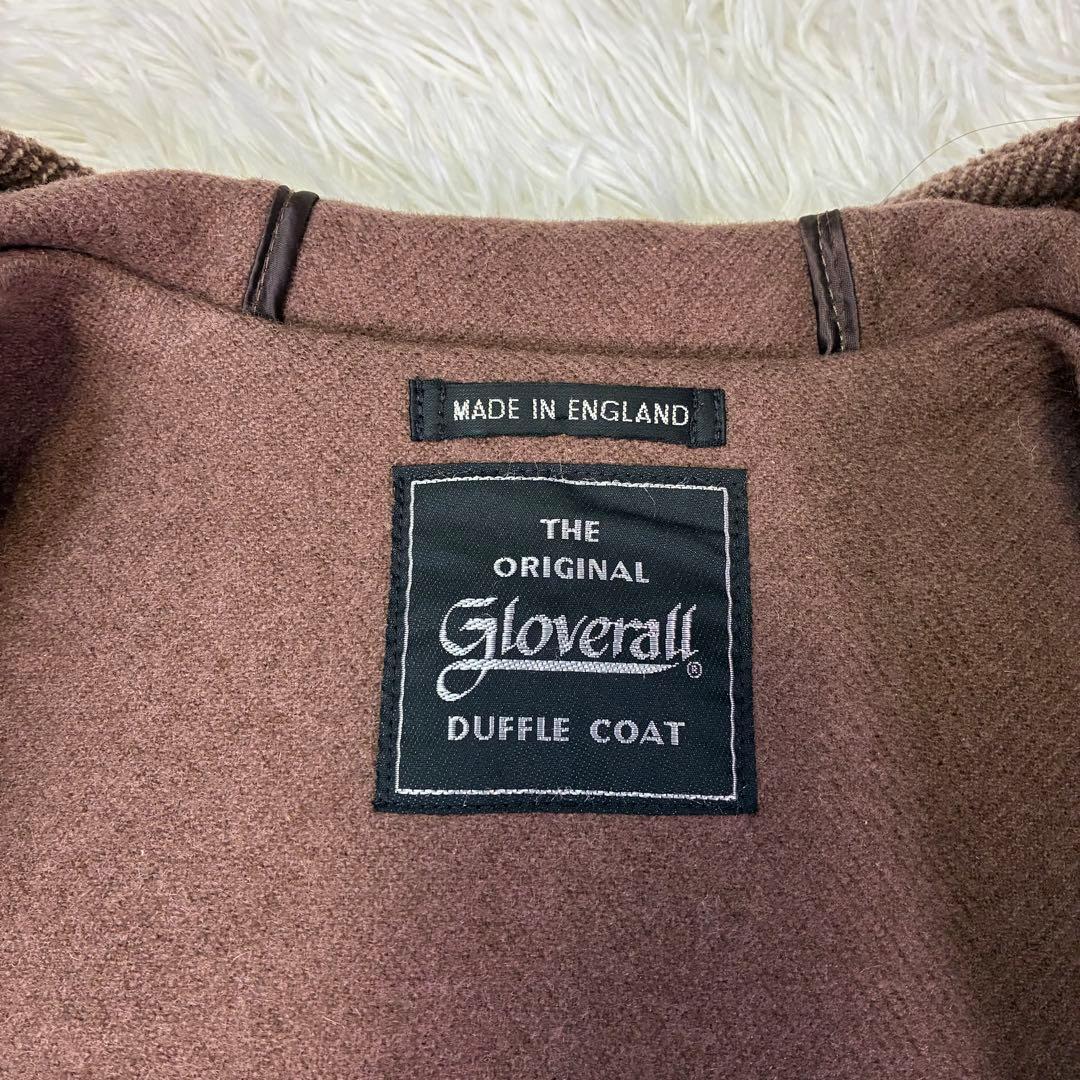 MADE IN ENGLAND
THE
ORIGINAL
Gloverall®
DUFFLE COAT